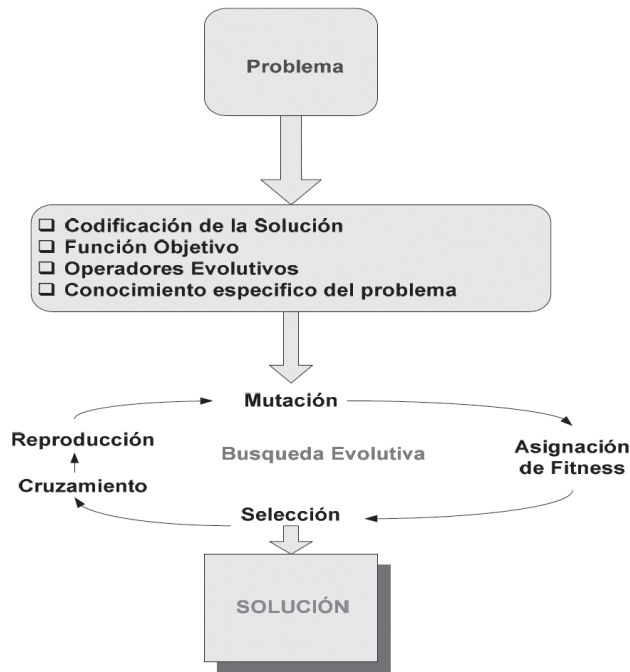 Problema
❑ Codificación de la Solución
❑ Función Objetivo
❑ Operadores Evolutivos
❑ Conocimiento especifico del problema
Mutación
Reproducción
Busqueda Evolutiva
Asignación
de Fitness
Cruzamiento
Selección
SOLUCIÓN